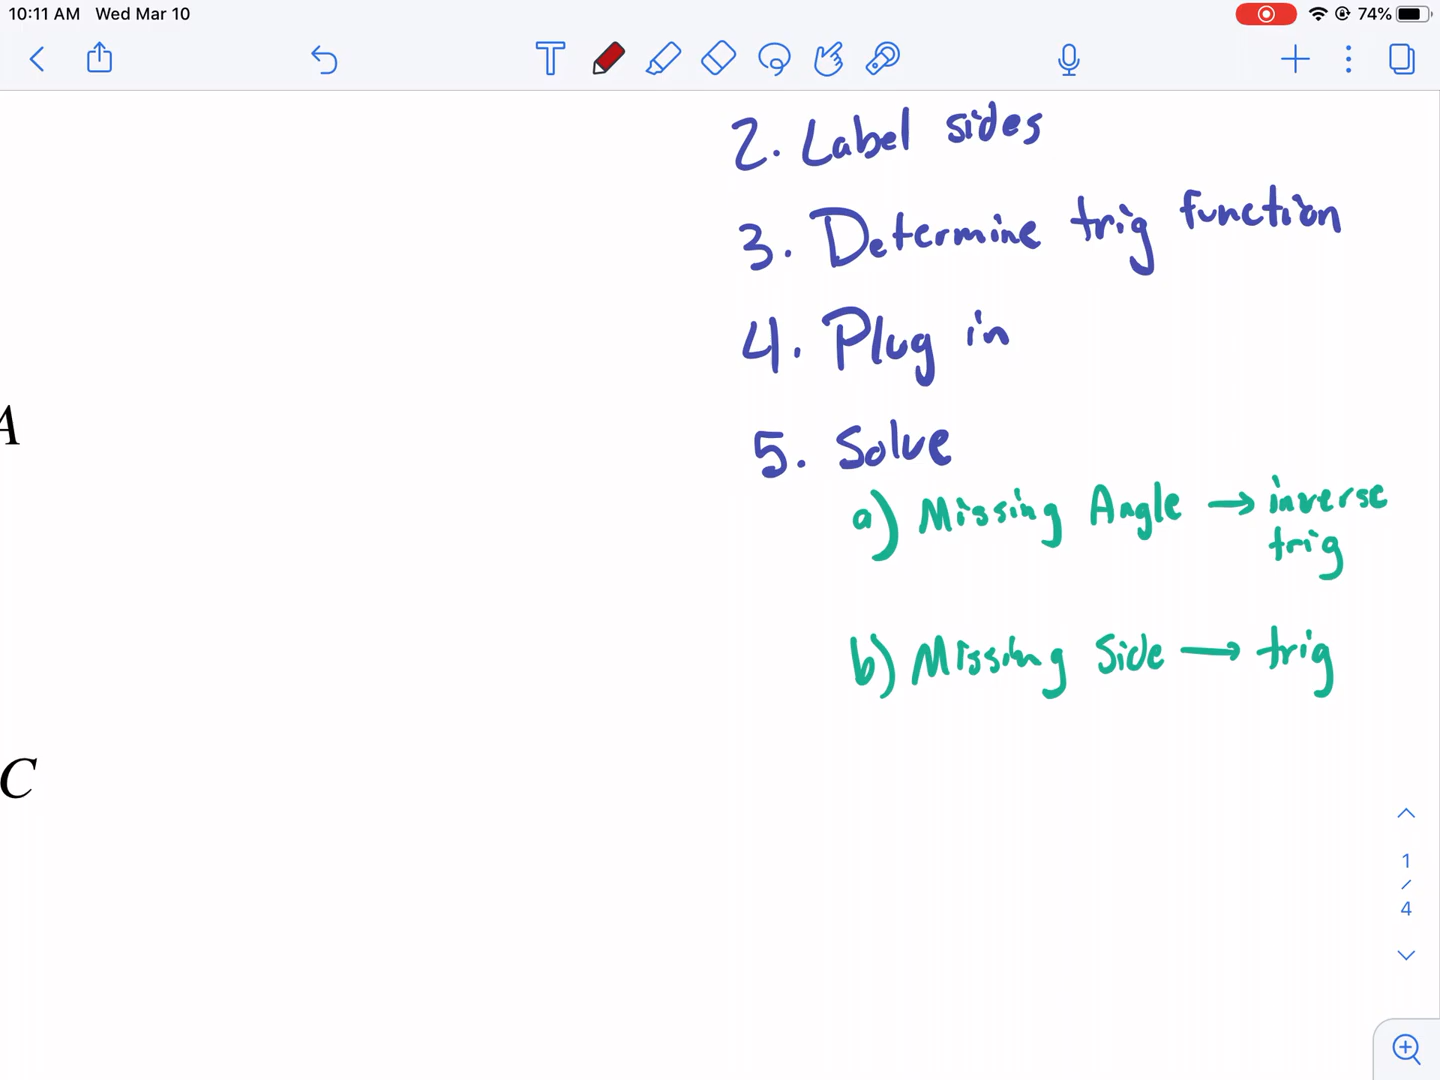 10:11 AM Wed Mar 10 74%
T
2. Label sides
3. Determine trig function
4. Plug in
A
5. Solve
a) Missing Angle → inverse
trig
b) Missing Side → trig
C
1
/
4